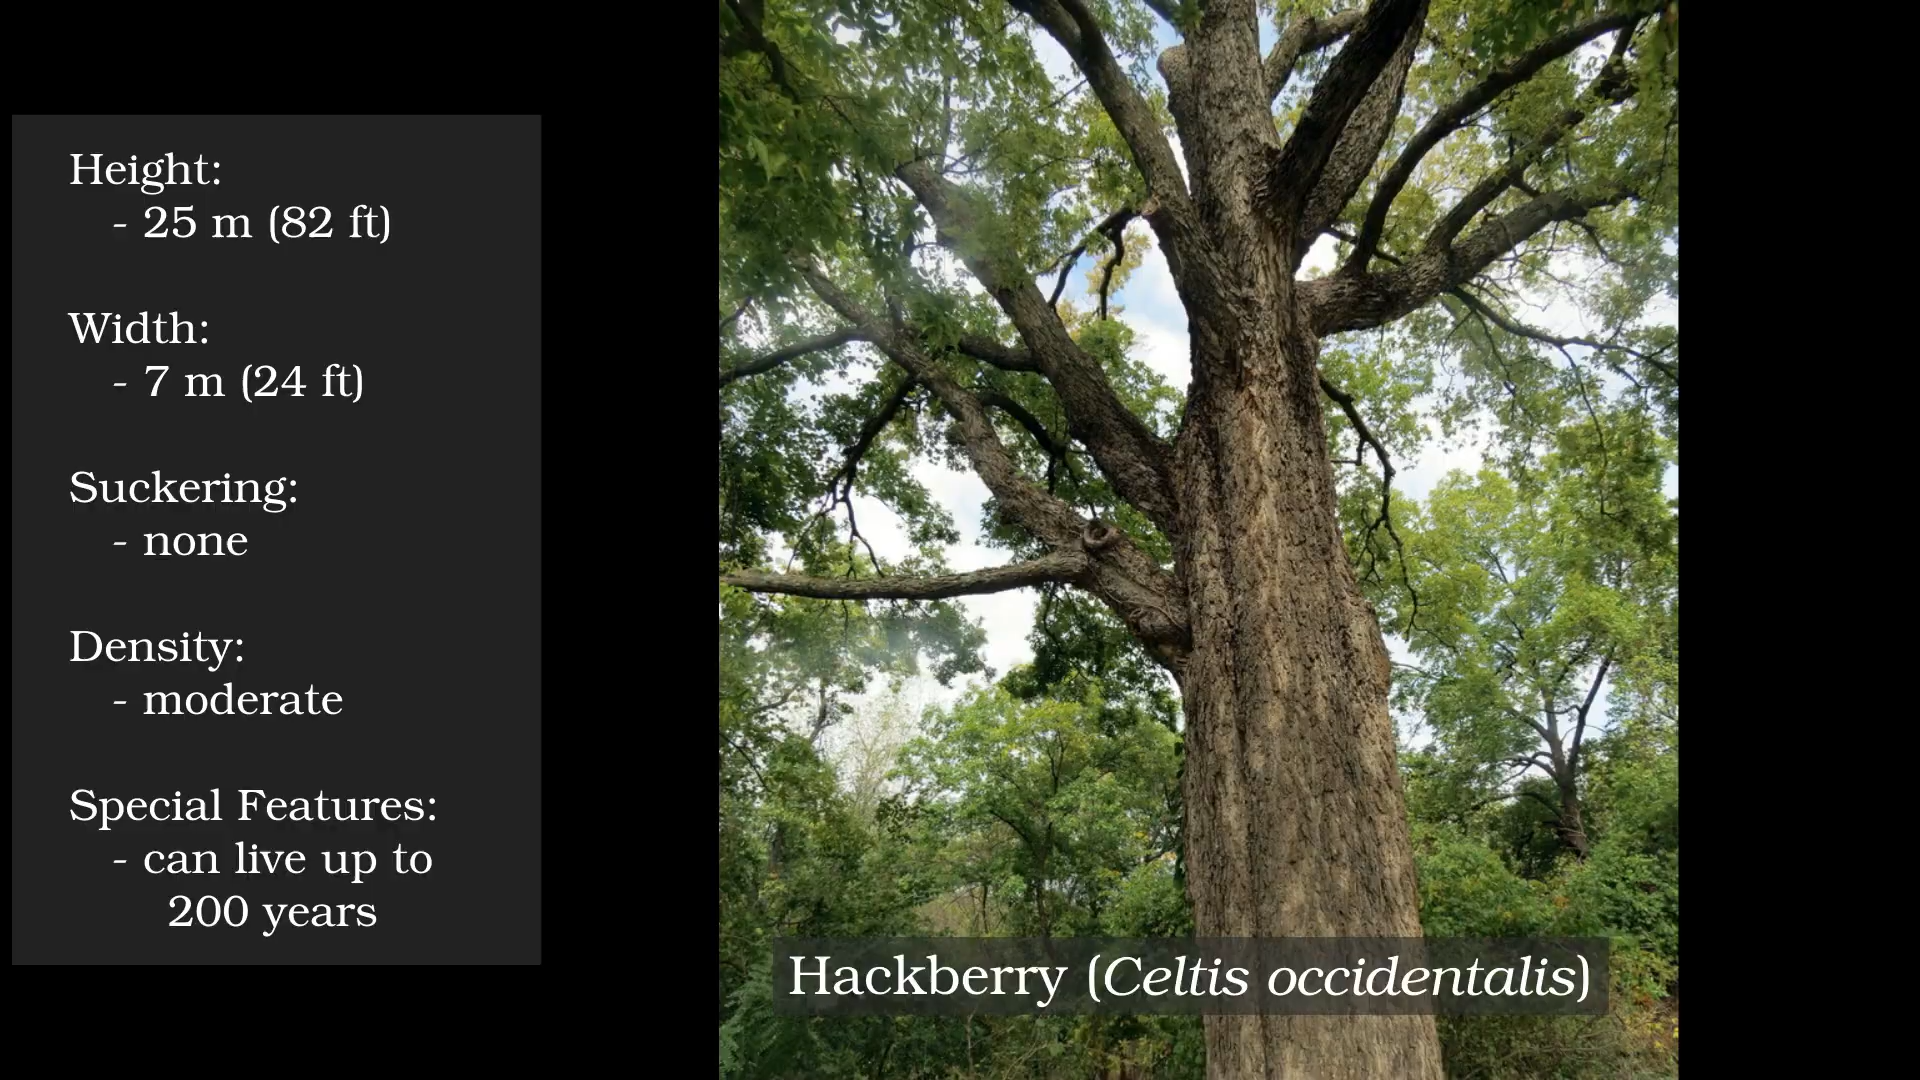 Height:
- 25 m (82 ft)
Width:
- 7 m (24 ft)
Suckering:
- none
Density:
- moderate
Special Features:
- can live up to
200 years
Hackberry (Celtis occidentalis)